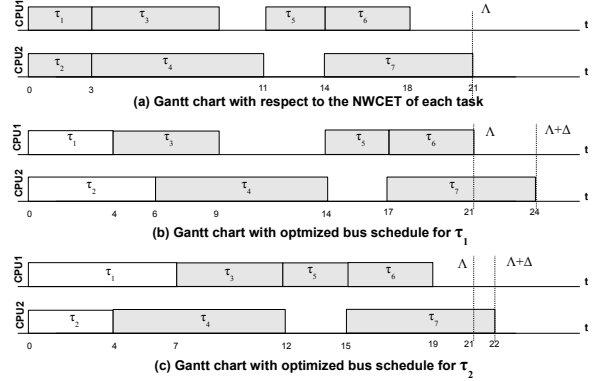 CPU1 τ1 τ3 τ5 τ6 Λ t
CPU2 τ2 τ4 τ7 t
0 3 11 14 18 21
(a) Gantt chart with respect to the NWCET of each task
CPU1 τ1 τ3 τ5 τ6 Λ Λ+Δ t
CPU2 τ2 τ4 τ7 t
0 4 6 9 14 17 21 24
(b) Gantt chart with optmized bus schedule for τ1
CPU1 τ1 τ3 τ5 τ6 Λ Λ+Δ t
CPU2 τ2 τ4 τ7 t
0 4 7 12 15 19 21 22
(c) Gantt chart with optimized bus schedule for τ2